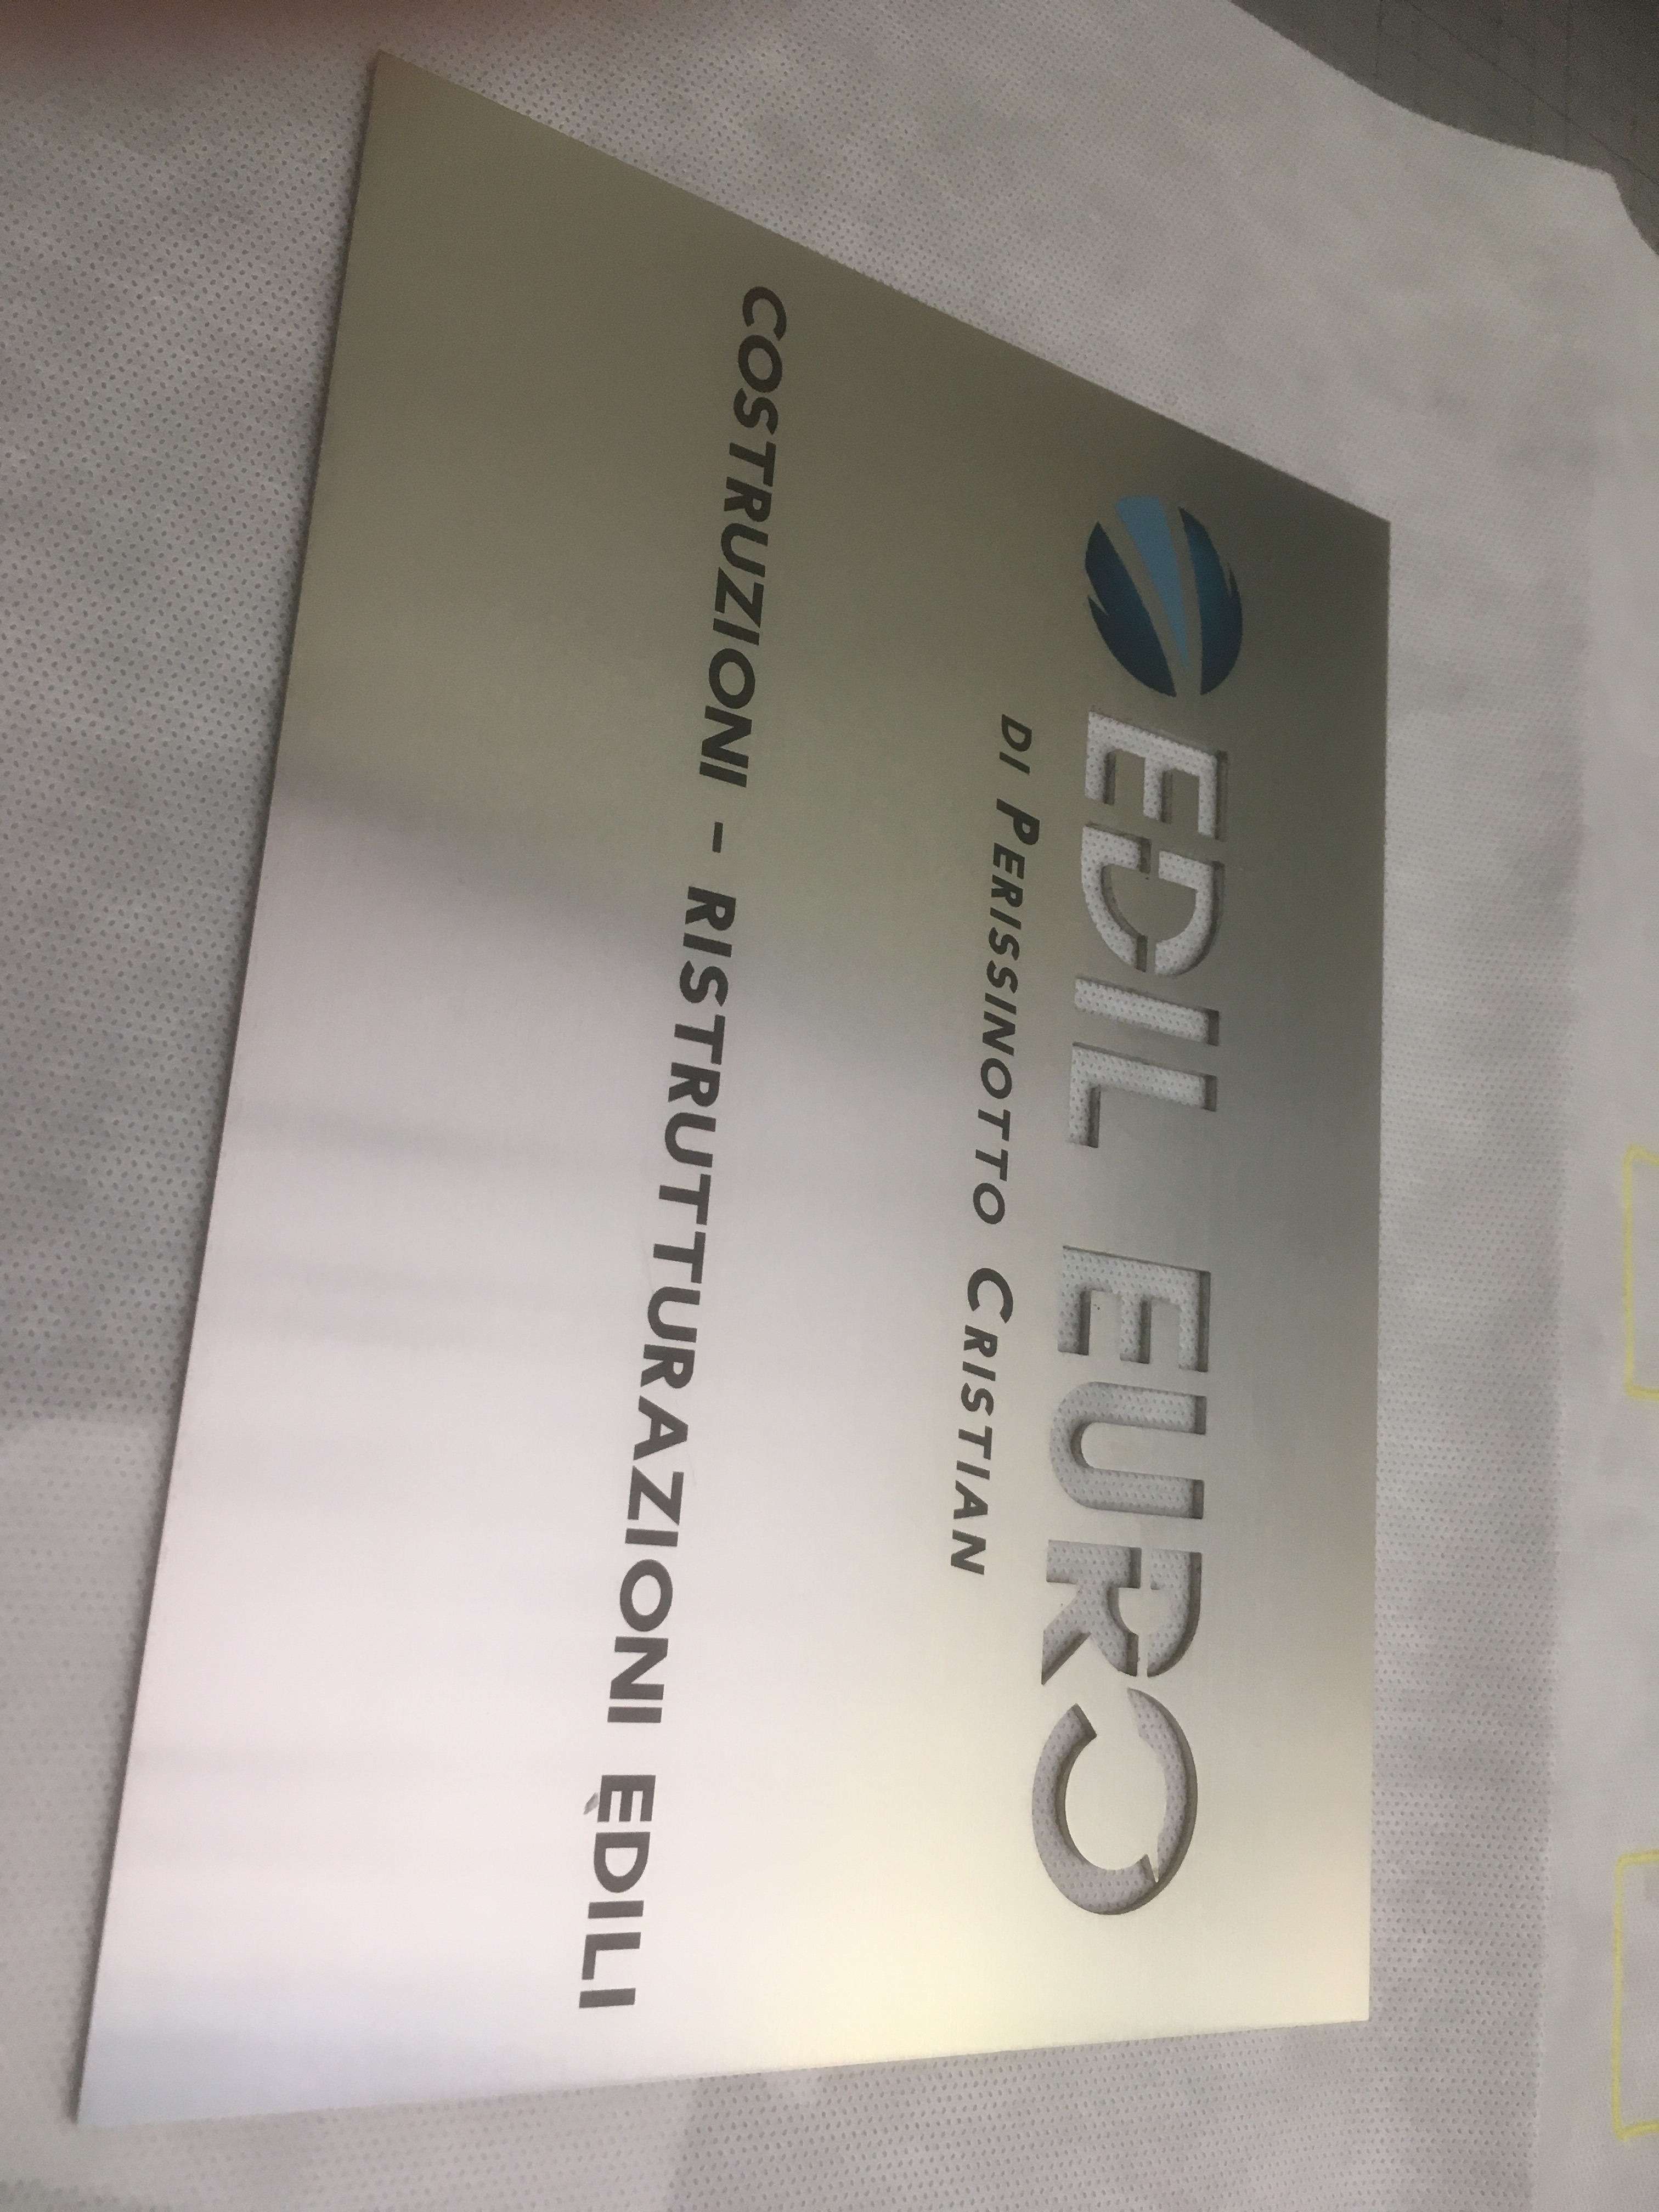 EDIL EURO
DI PERISSINOTTO CRISTIAN
COSTRUZIONI - RISTRUTTURAZIONI EDILI